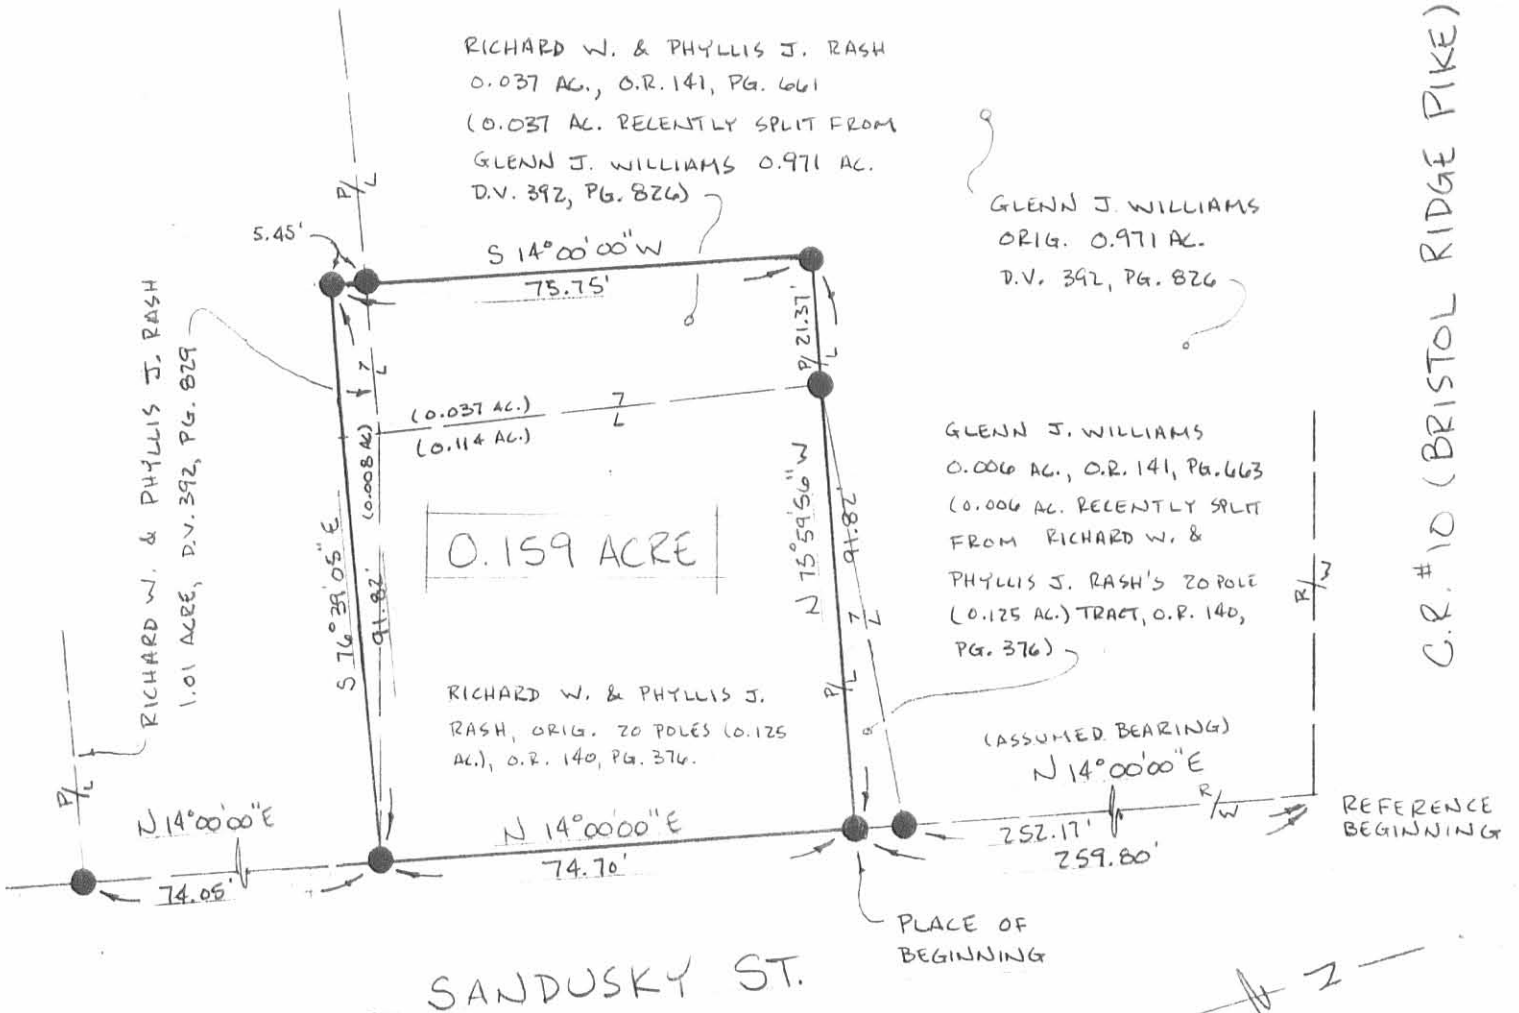 RICHARD W. & PHYLLIS J. RASH
0.037 AC., O.R. 141, PG. 661
(0.037 AC. RECENTLY SPLIT FROM
GLENN J. WILLIAMS 0.971 AC.
D.V. 392, PG. 826)
GLENN J. WILLIAMS
ORIG. 0.971 AC.
D.V. 392, PG. 826
C.R. #10 (BRISTOL RIDGE PIKE)
P/L
5.45'
S 14°00'00" W
75.75'
P/L 21.37'
RICHARD W. & PHYLLIS J. RASH
1.01 ACRE, D.V. 392, PG. 829
7/L
(0.037 AC.)
7/L
(0.114 AC.)
(0.008 AC)
S 76°39'05" E
91.82'
0.159 ACRE
N 75°59'56" W
91.82'
7/L
P/L
GLENN J. WILLIAMS
0.006 AC., O.R. 141, PG. 663
(0.006 AC. RECENTLY SPLIT
FROM RICHARD W. &
PHYLLIS J. RASH'S 20 POLE
(0.125 AC.) TRACT, O.R. 140,
PG. 376)
R/W
RICHARD W. & PHYLLIS J.
RASH, ORIG. 20 POLES (0.125
AC.), O.R. 140, PG. 376.
(ASSUMED BEARING)
N 14°00'00" E
R/W
252.17'
259.80'
REFERENCE
BEGINNING
P/L
N 14°00'00" E
74.05'
N 14°00'00" E
74.70'
PLACE OF
BEGINNING
SANDUSKY ST.
N